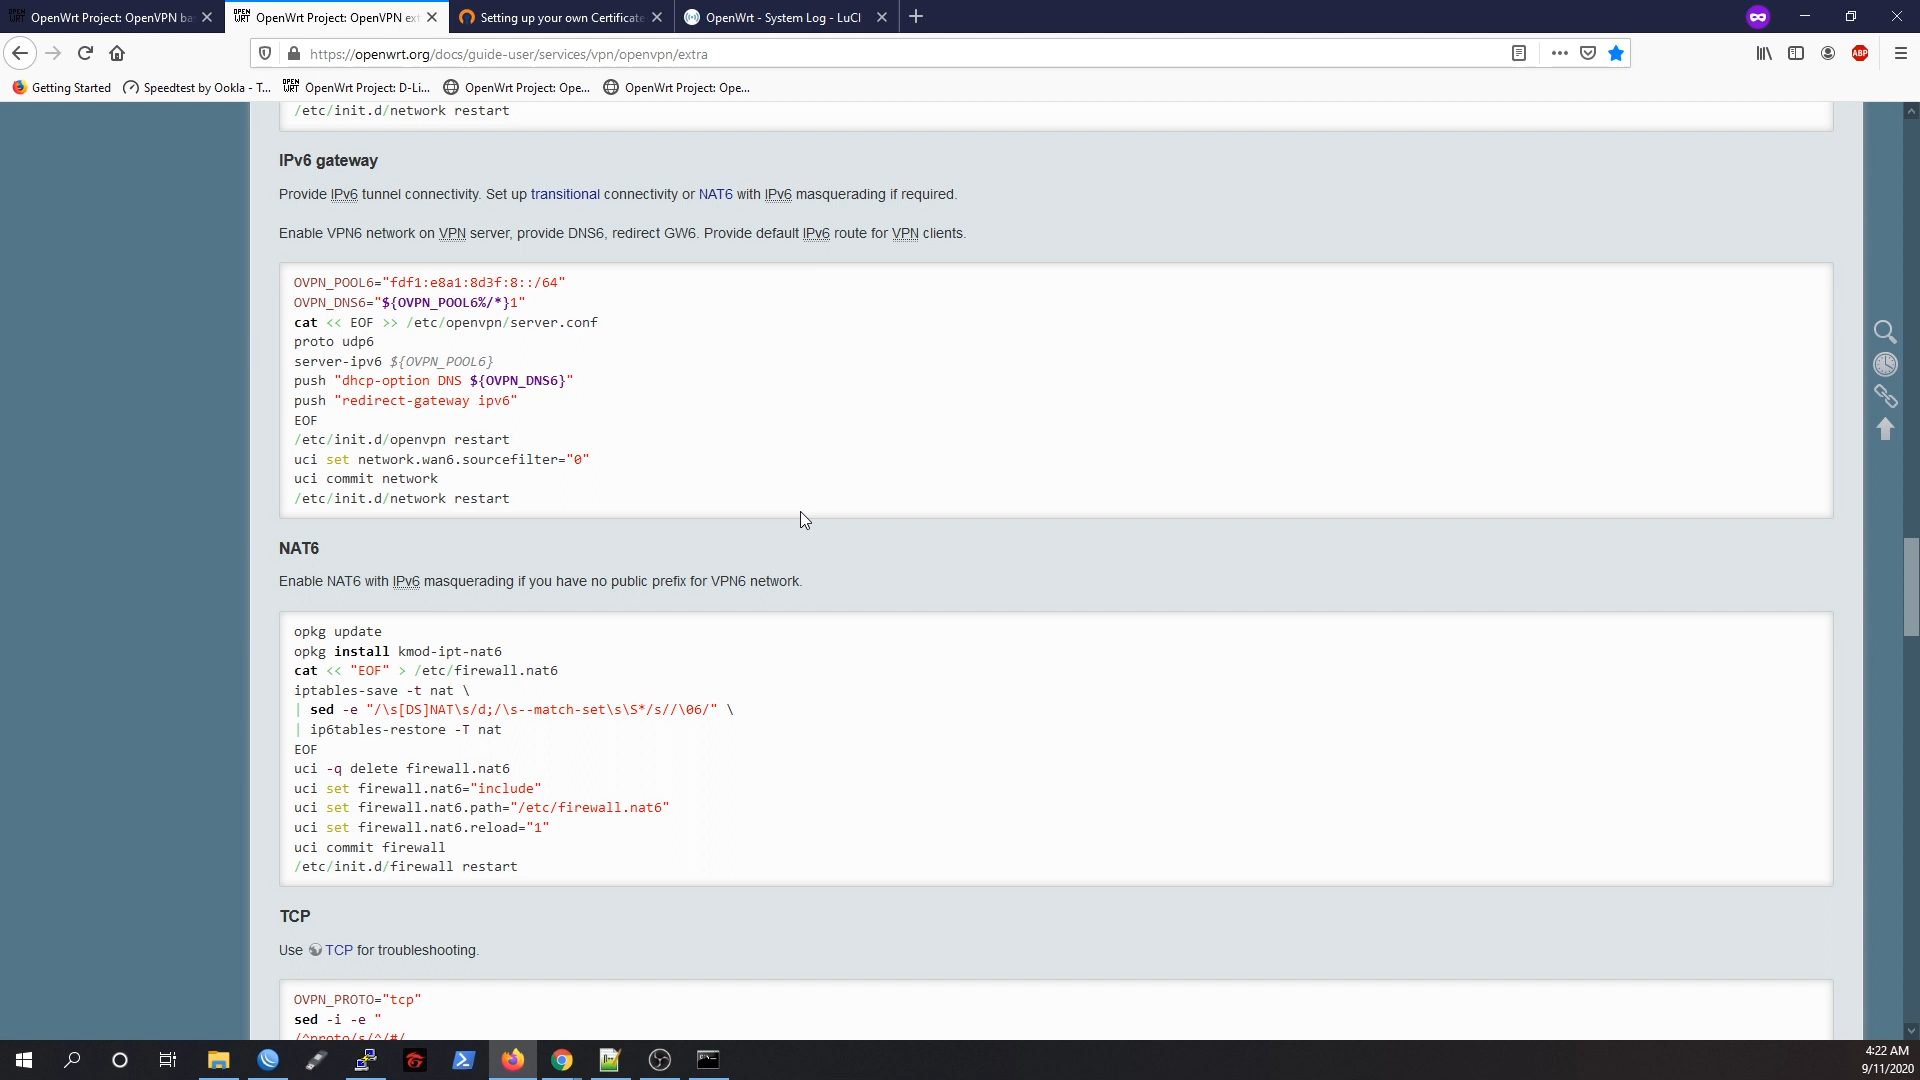 OpenWrt Project: OpenVPN ba
OpenWrt Project: OpenVPN ext
Setting up your own Certificate
OpenWrt - System Log - LuCI
https://openwrt.org/docs/guide-user/services/vpn/openvpn/extra
ABP
Getting Started
Speedtest by Ookla - T...
OpenWrt Project: D-Li...
OpenWrt Project: Ope...
OpenWrt Project: Ope...
/etc/init.d/network restart
IPv6 gateway
Provide IPv6 tunnel connectivity. Set up transitional connectivity or NAT6 with IPv6 masquerading if required.
Enable VPN6 network on VPN server, provide DNS6, redirect GW6. Provide default IPv6 route for VPN clients.
OVPN_POOL6="fdf1:e8a1:8d3f:8::/64"
OVPN_DNS6="${OVPN_POOL6%/*}1"
cat << EOF >> /etc/openvpn/server.conf
proto udp6
server-ipv6 ${OVPN_POOL6}
push "dhcp-option DNS ${OVPN_DNS6}"
push "redirect-gateway ipv6"
EOF
/etc/init.d/openvpn restart
uci set network.wan6.sourcefilter="0"
uci commit network
/etc/init.d/network restart
NAT6
Enable NAT6 with IPv6 masquerading if you have no public prefix for VPN6 network.
opkg update
opkg install kmod-ipt-nat6
cat << "EOF" > /etc/firewall.nat6
iptables-save -t nat \
| sed -e "/\s[DS]NAT\s/d;/\s--match-set\s\S*/s//\06/" \
| ip6tables-restore -T nat
EOF
uci -q delete firewall.nat6
uci set firewall.nat6="include"
uci set firewall.nat6.path="/etc/firewall.nat6"
uci set firewall.nat6.reload="1"
uci commit firewall
/etc/init.d/firewall restart
TCP
Use TCP for troubleshooting.
OVPN_PROTO="tcp"
sed -i -e "
/^proto/s/^/#/
4:22 AM
9/11/2020